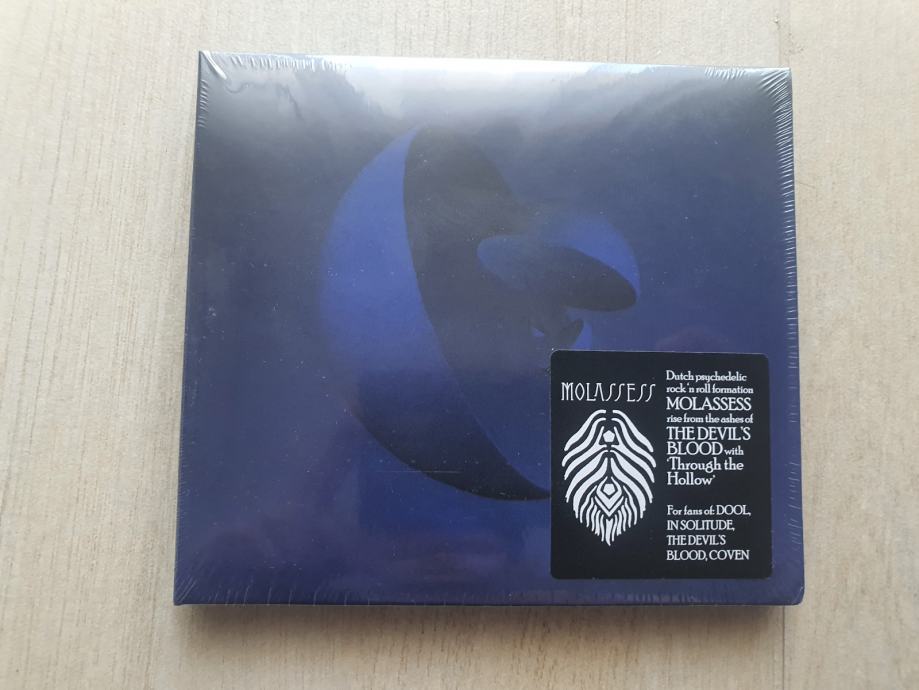 MOLASSESS
Dutch psychedelic
rock 'n roll formation
MOLASSESS
rise from the ashes of
THE DEVIL'S
BLOOD with
'Through the
Hollow'
For fans of: DOOL,
IN SOLITUDE,
THE DEVIL'S
BLOOD, COVEN